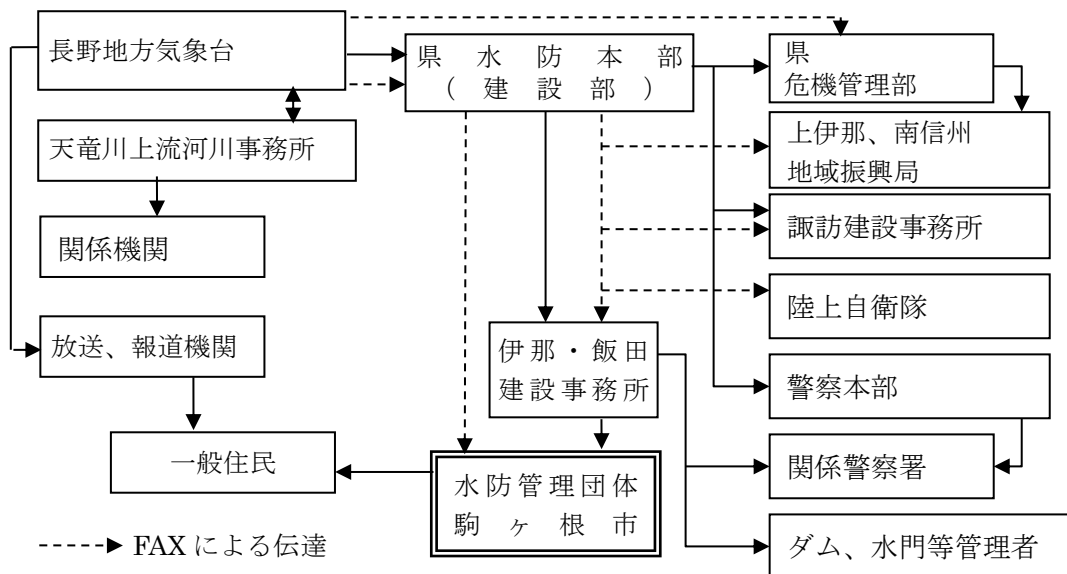 長野地方気象台
県水防本部
（建設部）
県
危機管理部
天竜川上流河川事務所
上伊那、南信州
地域振興局
関係機関
諏訪建設事務所
陸上自衛隊
放送、報道機関
伊那・飯田
建設事務所
警察本部
一般住民
水防管理団体
駒ヶ根市
関係警察署
FAXによる伝達
ダム、水門等管理者